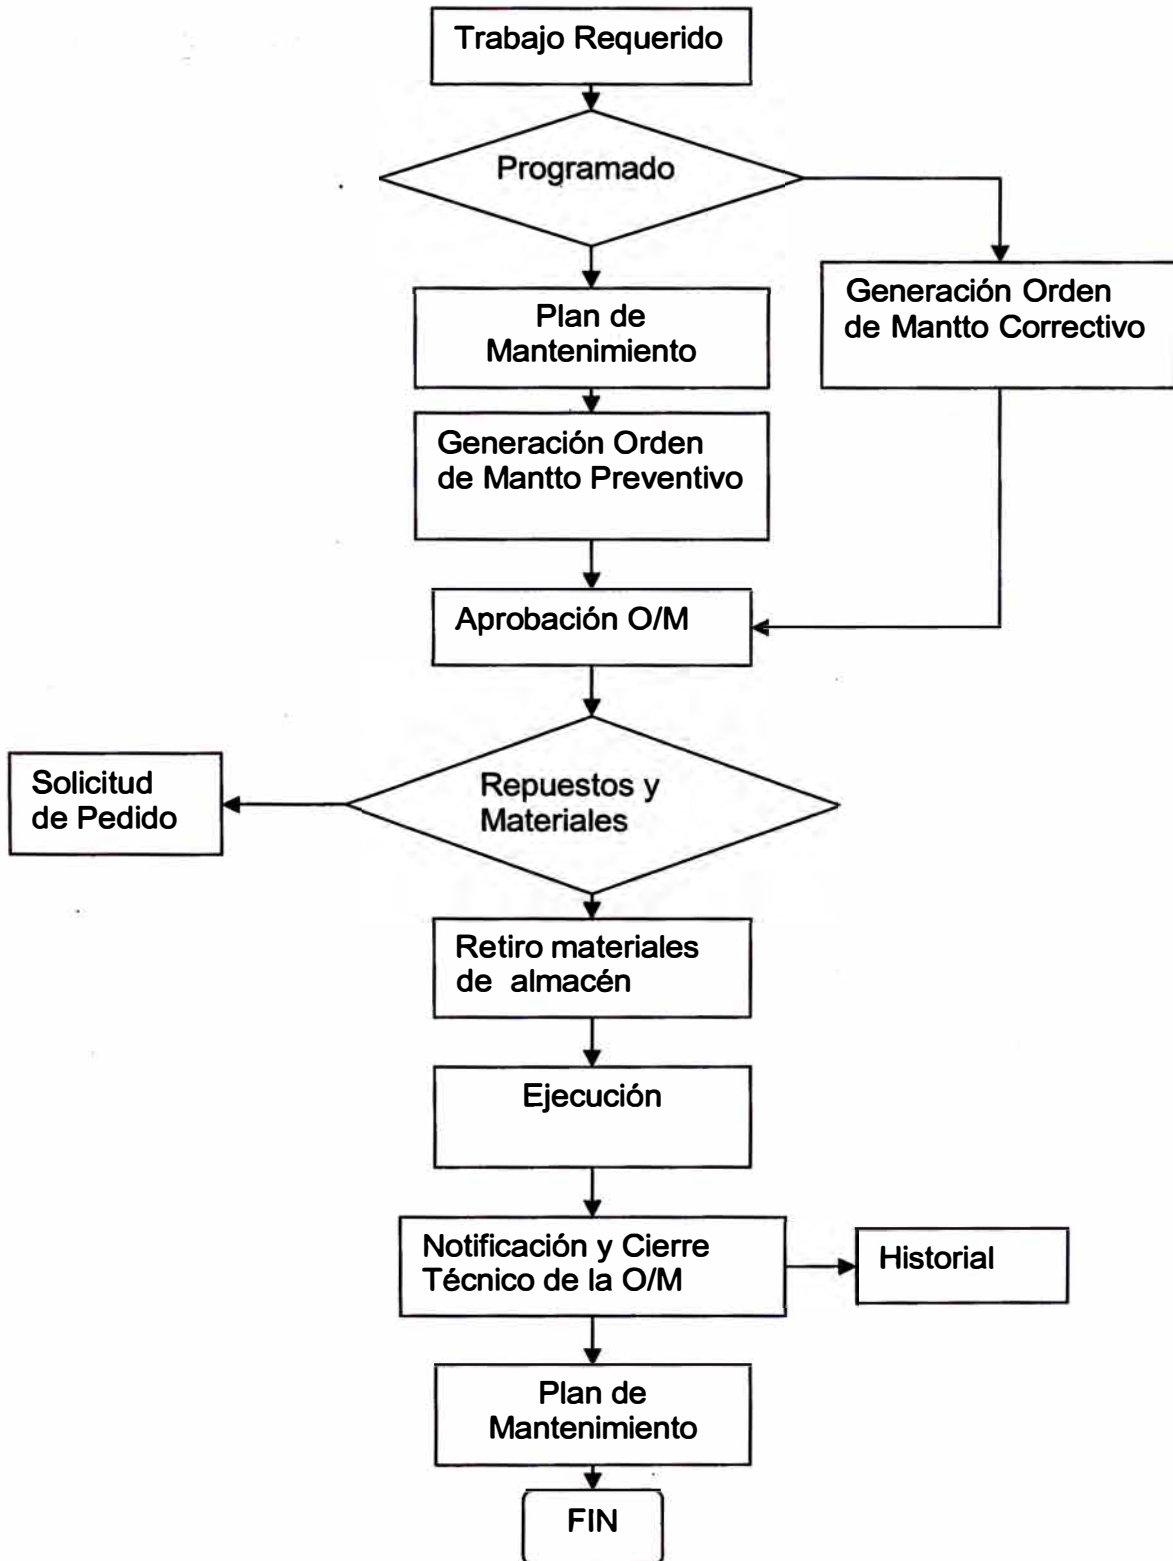 Trabajo Requerido
Programado
Plan de
Mantenimiento
Generación Orden
de Mantto Correctivo
Generación Orden
de Mantto Preventivo
Aprobación O/M
Solicitud
de Pedido
Repuestos y
Materiales
Retiro materiales
de almacén
Ejecución
Notificación y Cierre
Técnico de la O/M
Historial
Plan de
Mantenimiento
FIN